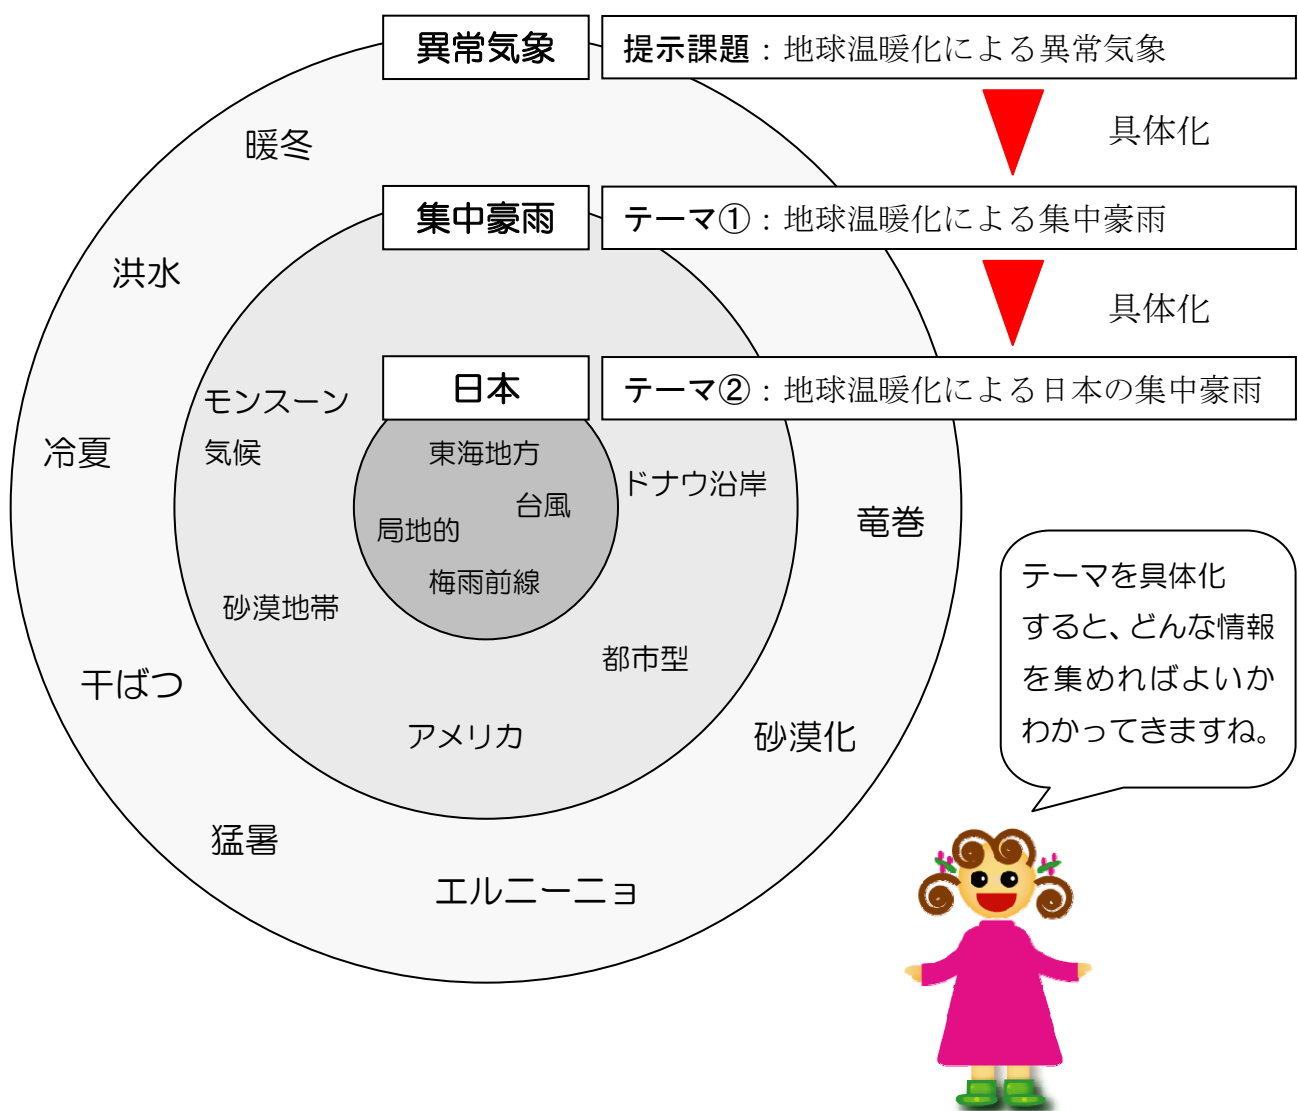 異常気象
提示課題：地球温暖化による異常気象
具体化
暖冬
集中豪雨
テーマ①：地球温暖化による集中豪雨
洪水
具体化
日本
テーマ②：地球温暖化による日本の集中豪雨
モンスーン
気候
冷夏
東海地方
ドナウ沿岸
台風
局地的
竜巻
梅雨前線
砂漠地帯
都市型
干ばつ
アメリカ
砂漠化
猛暑
エルニーニョ
テーマを具体化
すると、どんな情報
を集めればよいか
わかってきますね。